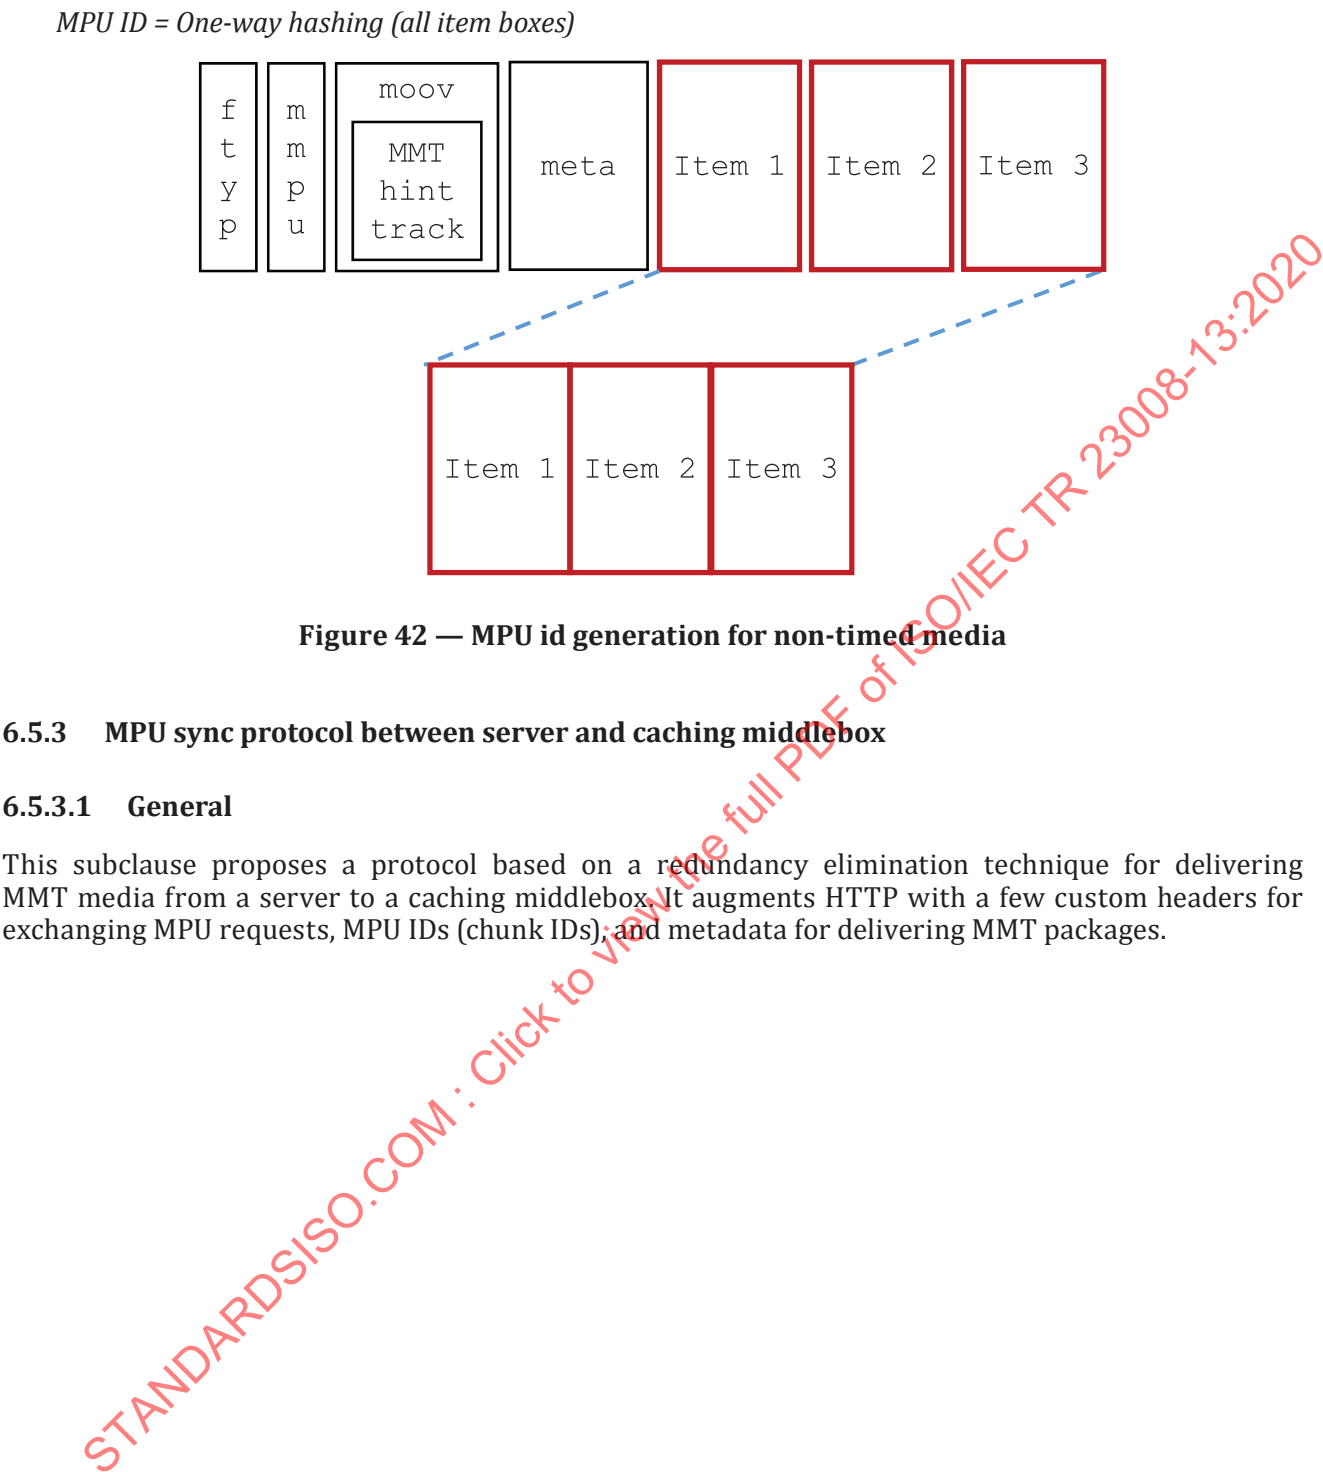 MPU ID = One-way hashing (all item boxes)
ftyp
mmpu
moov
MMT
hint
track
meta
Item 1
Item 2
Item 3
Item 1
Item 2
Item 3
Figure 42 — MPU id generation for non-timed media
6.5.3 MPU sync protocol between server and caching middlebox
6.5.3.1 General
This subclause proposes a protocol based on a redundancy elimination technique for delivering
MMT media from a server to a caching middlebox. It augments HTTP with a few custom headers for
exchanging MPU requests, MPU IDs (chunk IDs), and metadata for delivering MMT packages.
STANDARDSISO.COM : Click to view the full PDF of ISO/IEC TR 23008-13:2020